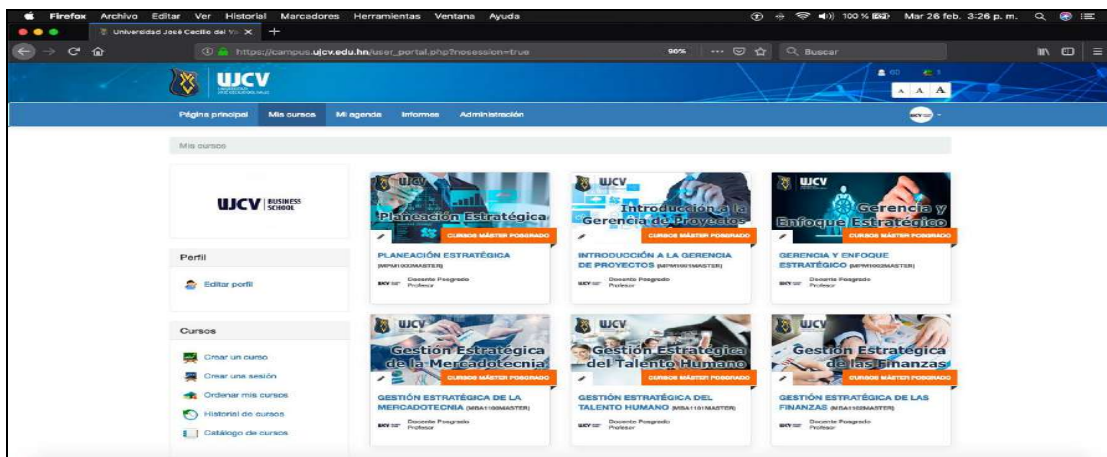 Firefox Archivo Editar Ver Historial Marcadores Herramientas Ventana Ayuda 100 % Mar 26 feb. 3:26 p. m.
Universidad José Cecilio del Va
https://campus.ujcv.edu.hn/user_portal.php?nosession=true 90% Buscar
UJCV
60 3
A A A
Página principal Mis cursos Mi agenda Informes Administración
Mis cursos
UJCV BUSINESS SCHOOL
Perfil
Editar perfil
Cursos
Crear un curso
Crear una sesión
Ordenar mis cursos
Historial de cursos
Catálogo de cursos
UJCV
Planeación Estratégica
CURSOS MÁSTER POSGRADO
PLANEACIÓN ESTRATÉGICA
Docente Posgrado
Profesor
UJCV
Introducción a la
Gerencia de Proyectos
CURSOS MÁSTER POSGRADO
INTRODUCCIÓN A LA GERENCIA
DE PROYECTOS (MPM1001MASTER)
Docente Posgrado
Profesor
UJCV
Gerencia y
Enfoque Estratégico
CURSOS MÁSTER POSGRADO
GERENCIA Y ENFOQUE
ESTRATÉGICO (MPM1002MASTER)
Docente Posgrado
Profesor
UJCV
Gestión Estratégica
de la Mercadotecnia
CURSOS MÁSTER POSGRADO
GESTIÓN ESTRATÉGICA DE LA
MERCADOTECNIA (MBA1100MASTER)
Docente Posgrado
Profesor
UJCV
Gestión Estratégica
del Talento Humano
CURSOS MÁSTER POSGRADO
GESTIÓN ESTRATÉGICA DEL
TALENTO HUMANO (MBA1101MASTER)
Docente Posgrado
Profesor
UJCV
Gestión Estratégica
de las Finanzas
CURSOS MÁSTER POSGRADO
GESTIÓN ESTRATÉGICA DE LAS
FINANZAS (MBA1102MASTER)
Docente Posgrado
Profesor